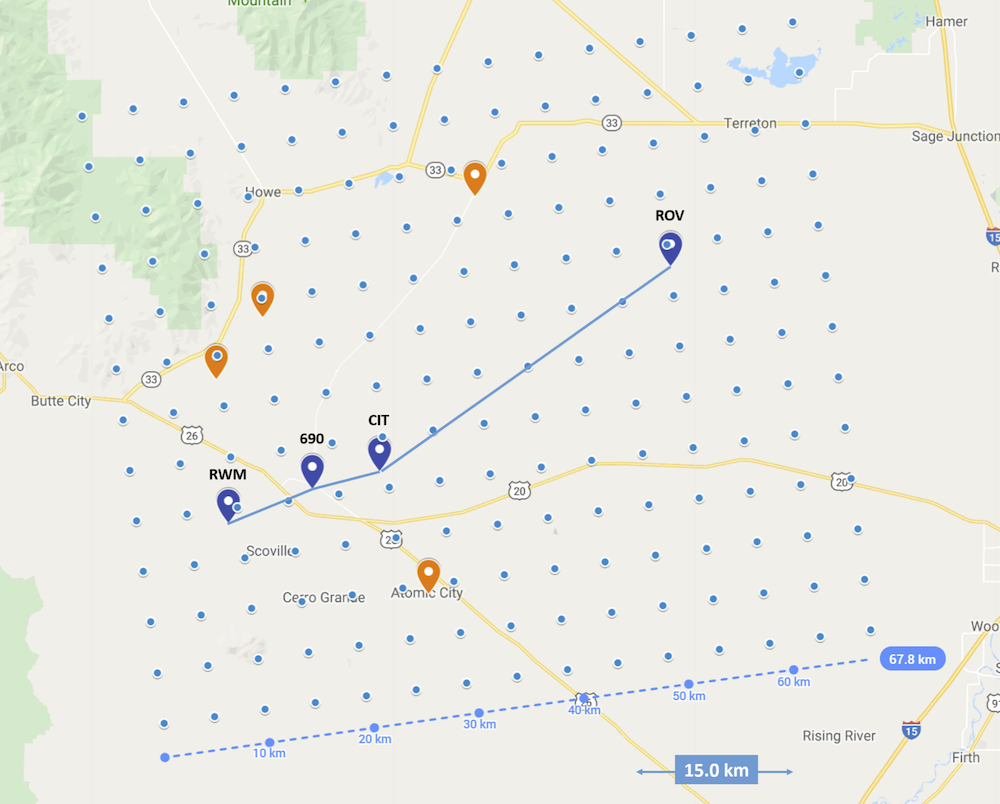 Mountain
Hamer
33
Terreton
Sage Junction
33
Howe
ROV
33
15
Arco
33
Butte City
26
CIT
690
RWM
20
20
Scoville
Cerro Grande
Atomic City
67.8 km
60 km
50 km
40 km
30 km
20 km
10 km
15
Rising River
Firth
15.0 km